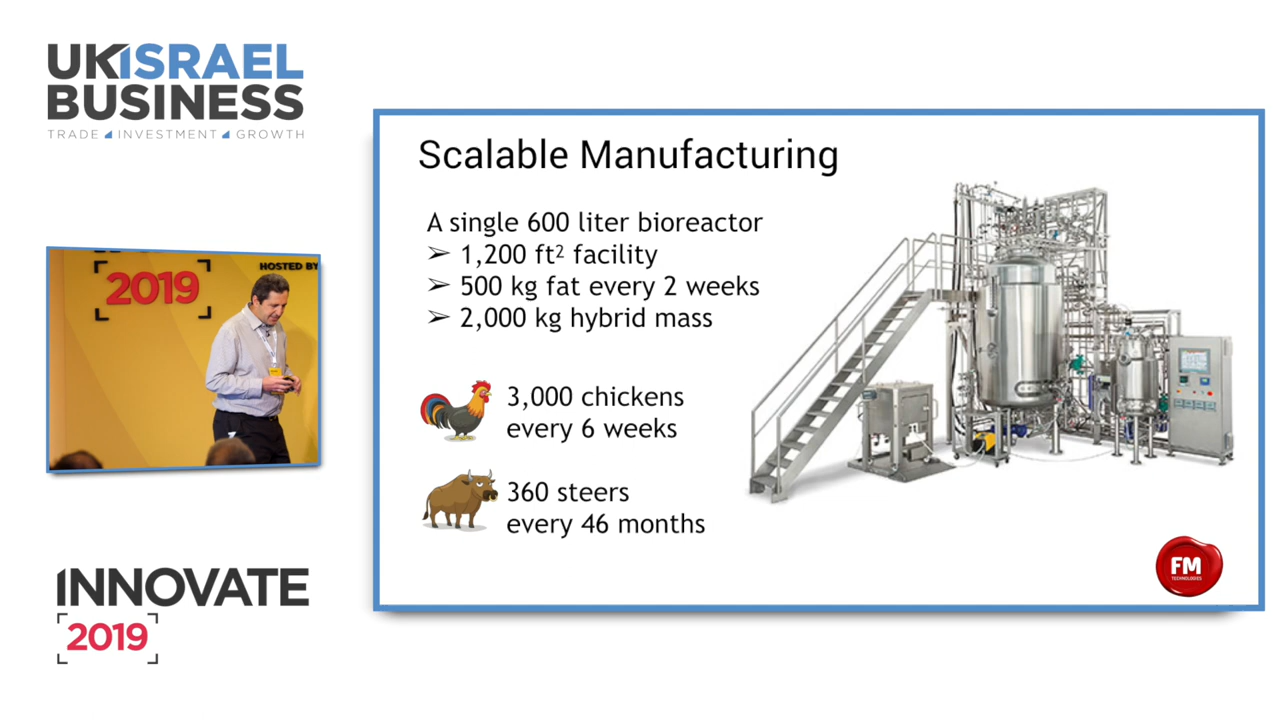 UKISRAEL
BUSINESS
TRADE INVESTMENT GROWTH
2019
HOSTED BY
INNOVATE
2019
Scalable Manufacturing
A single 600 liter bioreactor
➢ 1,200 ft² facility
➢ 500 kg fat every 2 weeks
➢ 2,000 kg hybrid mass
3,000 chickens
every 6 weeks
360 steers
every 46 months
FM
TECHNOLOGIES